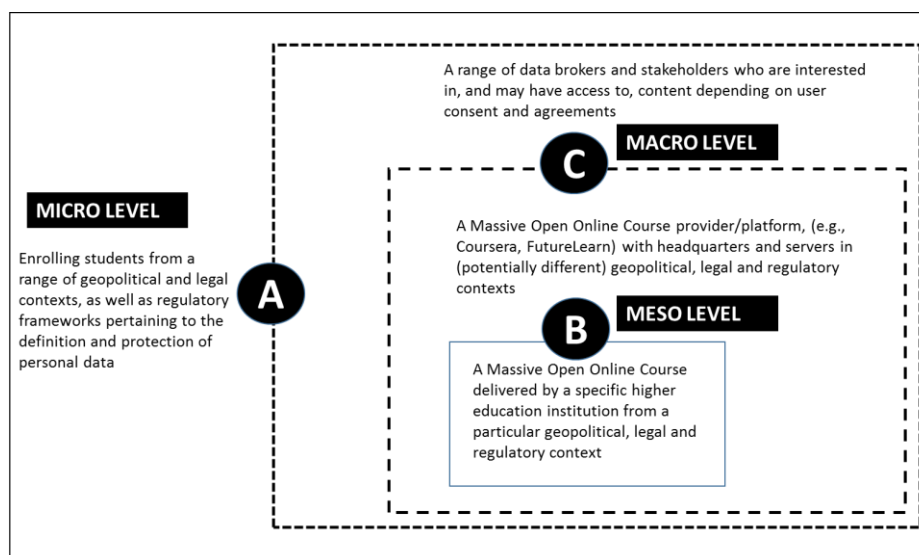 A range of data brokers and stakeholders who are interested
in, and may have access to, content depending on user
consent and agreements
C
MACRO LEVEL
MICRO LEVEL
Enrolling students from a
range of geopolitical and legal
contexts, as well as regulatory
frameworks pertaining to the
definition and protection of
personal data
A
A Massive Open Online Course provider/platform, (e.g.,
Coursera, FutureLearn) with headquarters and servers in
(potentially different) geopolitical, legal and regulatory
contexts
B
MESO LEVEL
A Massive Open Online Course
delivered by a specific higher
education institution from a
particular geopolitical, legal and
regulatory context